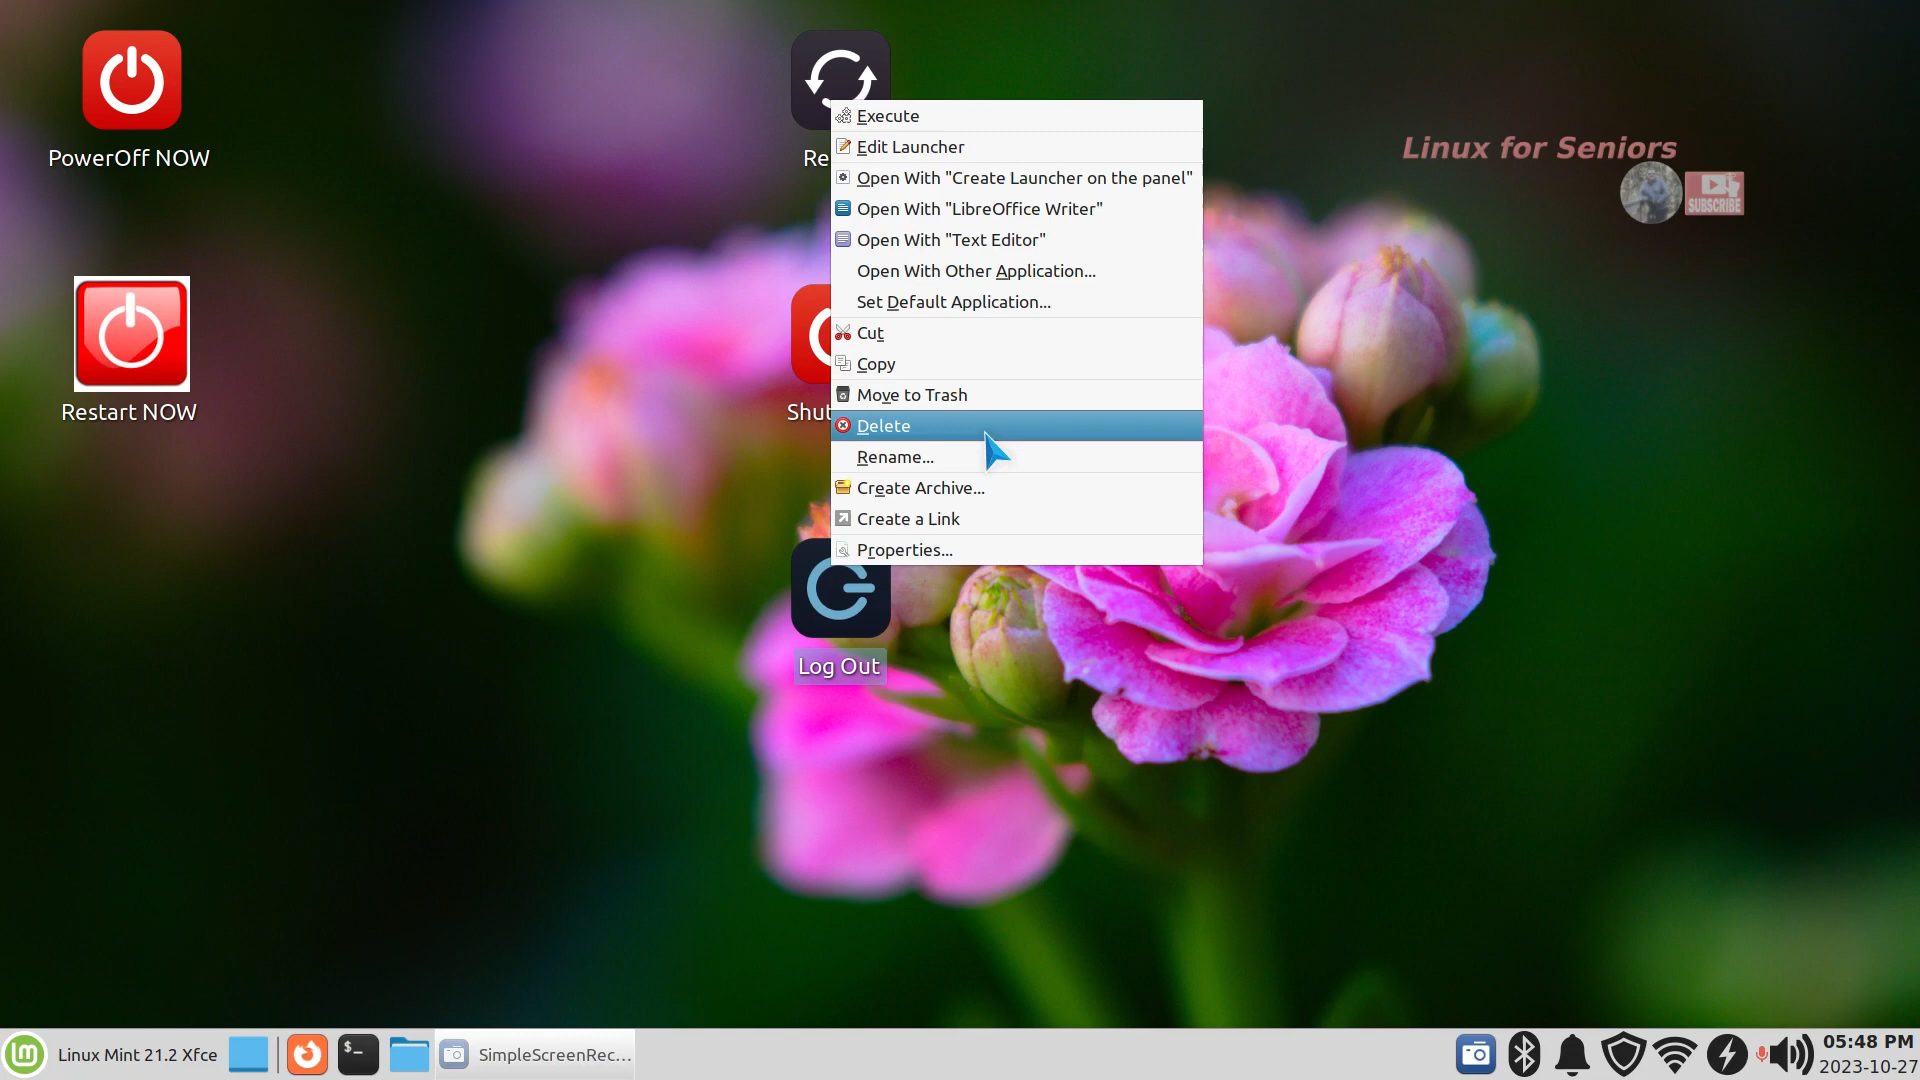 PowerOff NOW
Restart NOW
Re
Shut
Log Out
Execute
Edit Launcher
Open With "Create Launcher on the panel"
Open With "LibreOffice Writer"
Open With "Text Editor"
Open With Other Application...
Set Default Application...
Cut
Copy
Move to Trash
Delete
Rename...
Create Archive...
Create a Link
Properties...
Linux for Seniors
SUBSCRIBE
Linux Mint 21.2 Xfce
$_
SimpleScreenRec...
05:48 PM
2023-10-27